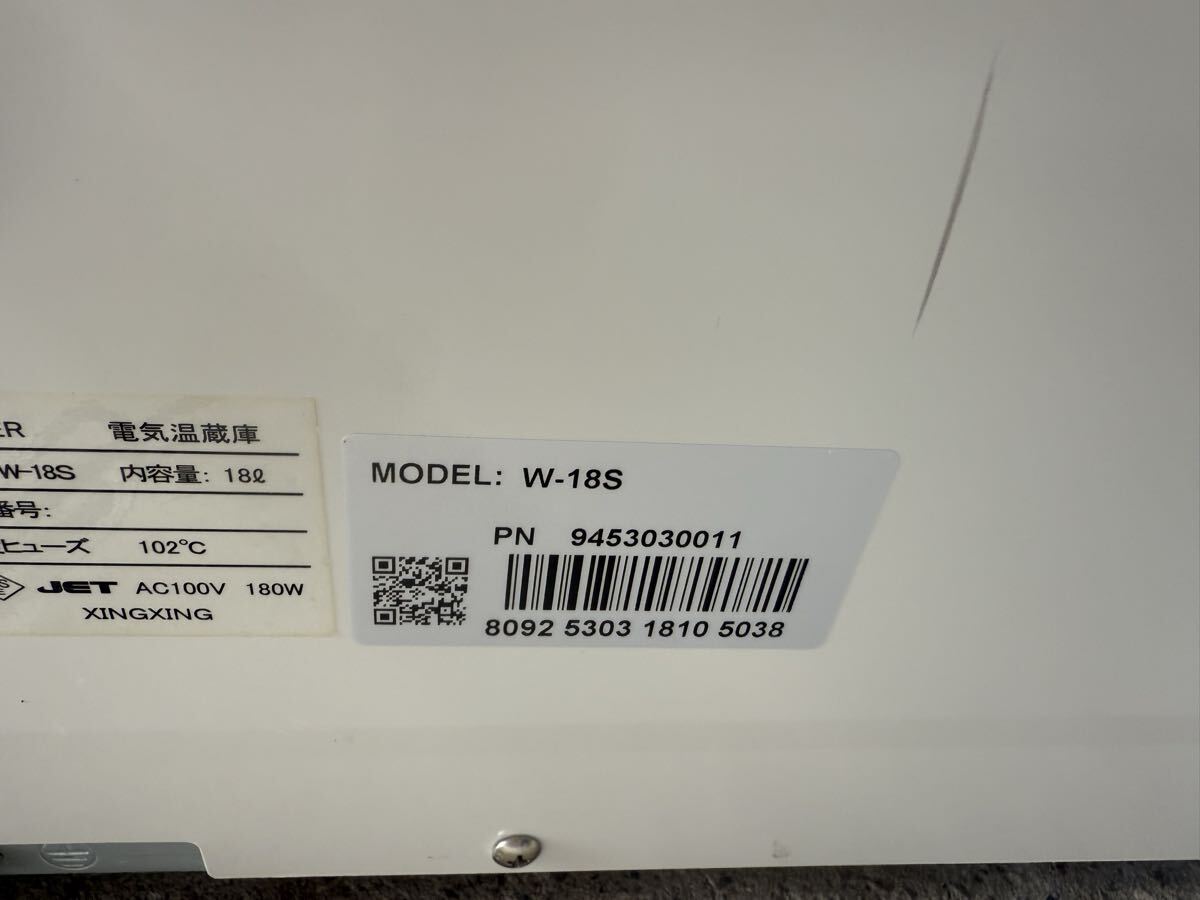 ER 電気温蔵庫
W-18S 内容量: 18ℓ
番号:
ヒューズ 102℃
JET AC100V 180W
XINGXING
MODEL: W-18S
PN 9453030011
8092 5303 1810 5038